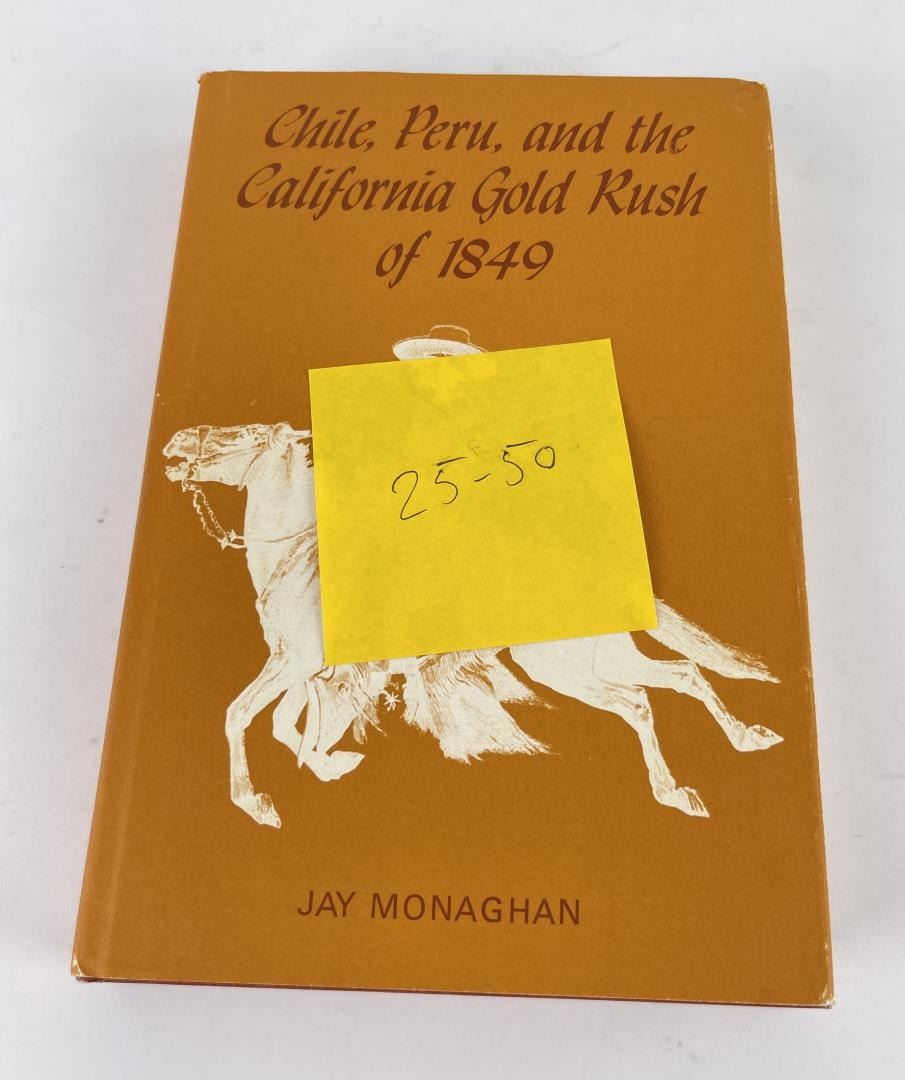 Chile, Peru, and the
California Gold Rush
of 1849
25-50
JAY MONAGHAN